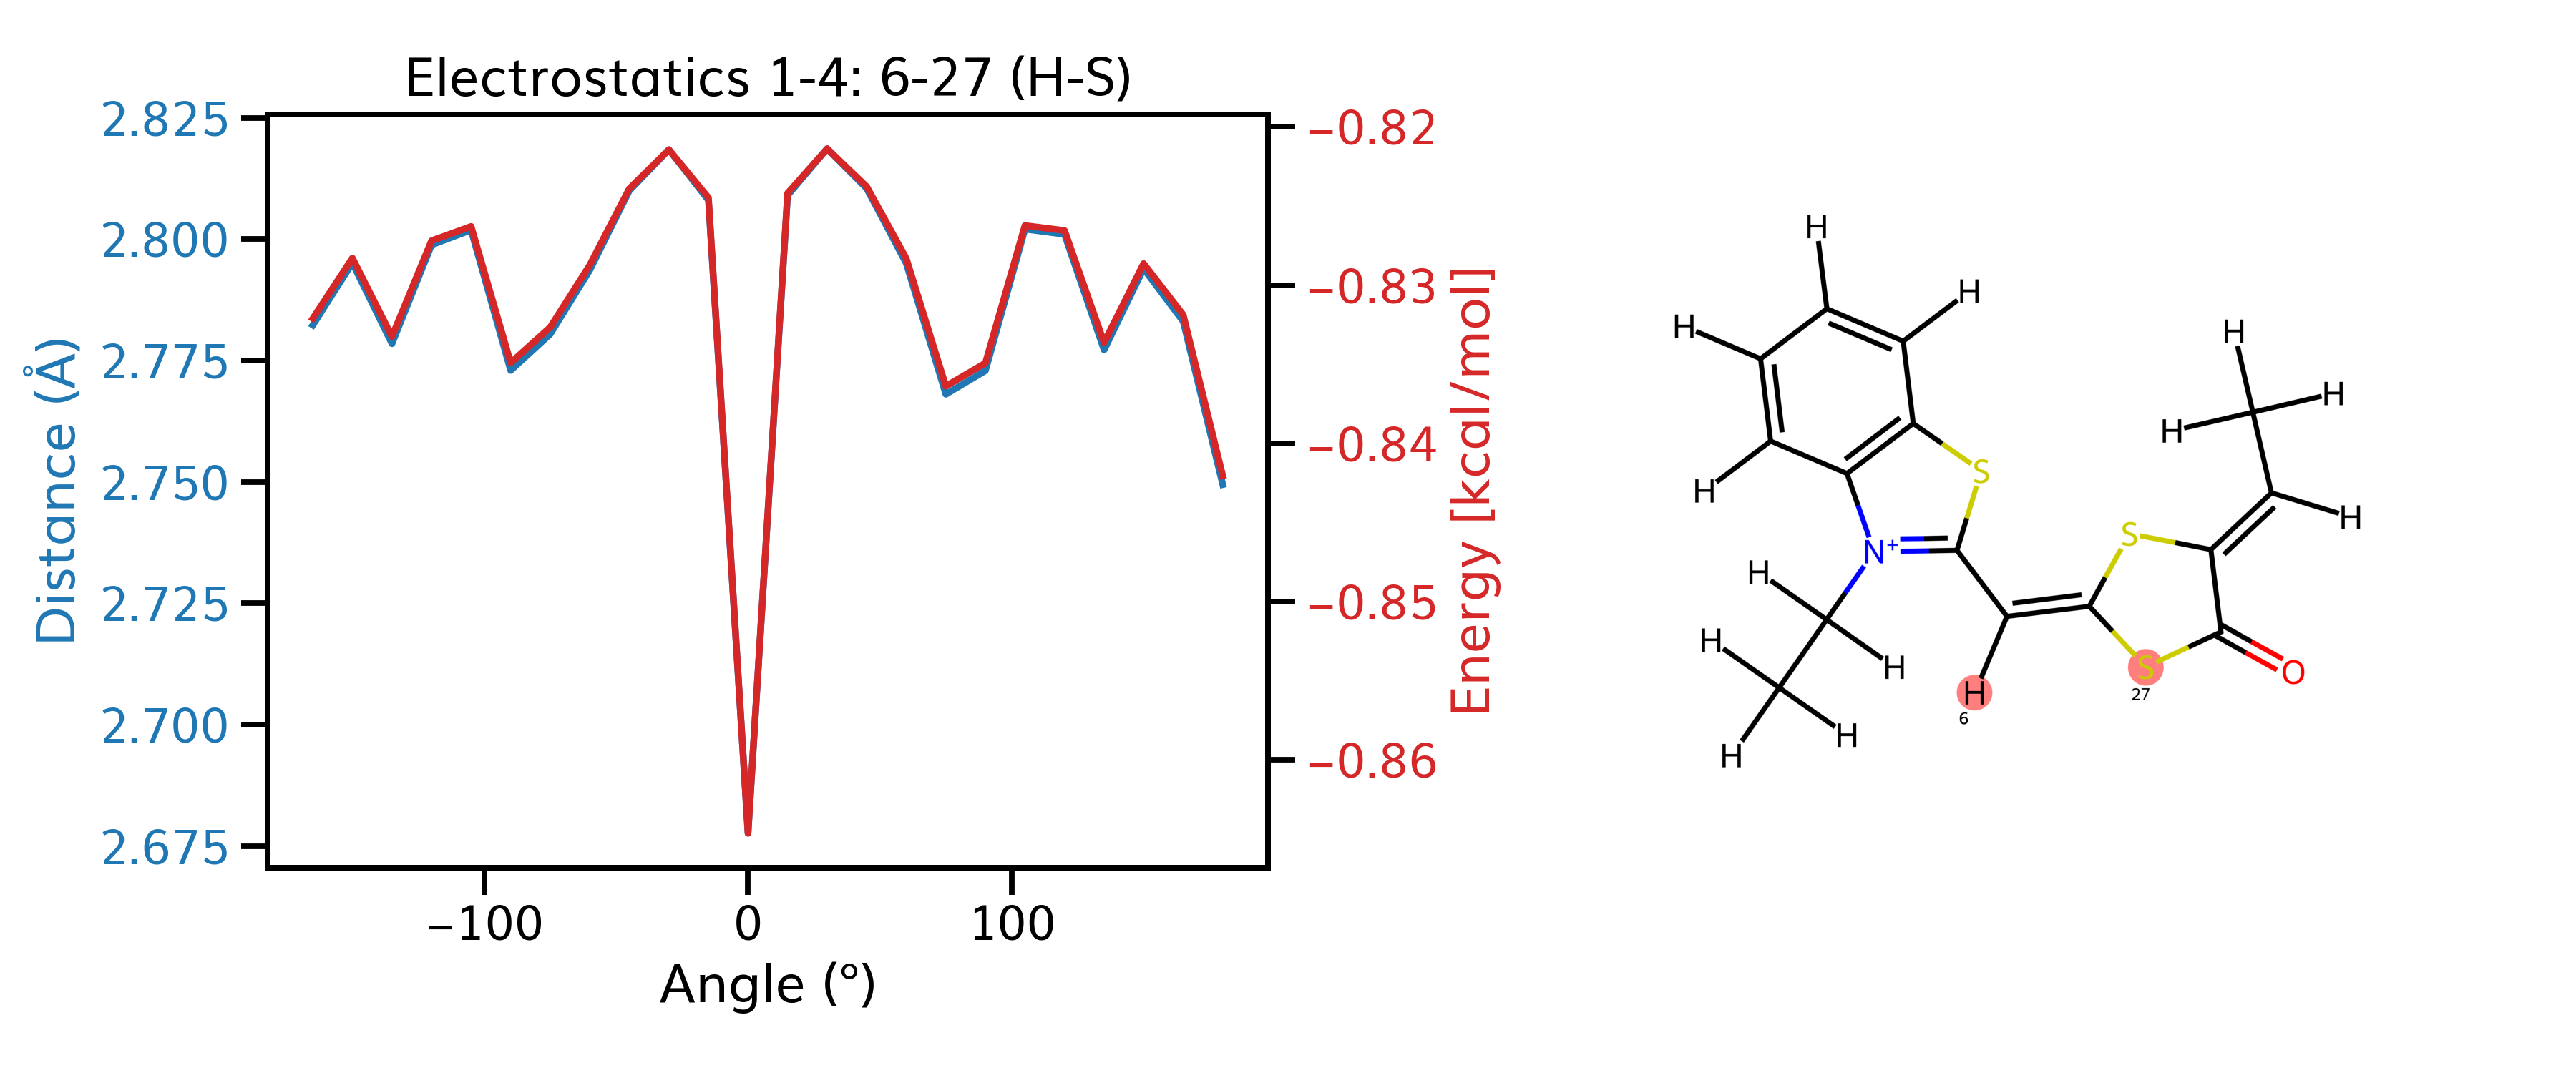 Electrostatics 1-4: 6-27 (H-S)
2.825
2.800
2.775
2.750
2.725
2.700
2.675
Distance (Å)
−0.82
−0.83
−0.84
−0.85
−0.86
Energy [kcal/mol]
−100
0
100
Angle (°)
H
H
H
H
H
H
H
S
H
S
H
N+
H
H
H
S
27
O
H
6
H
H